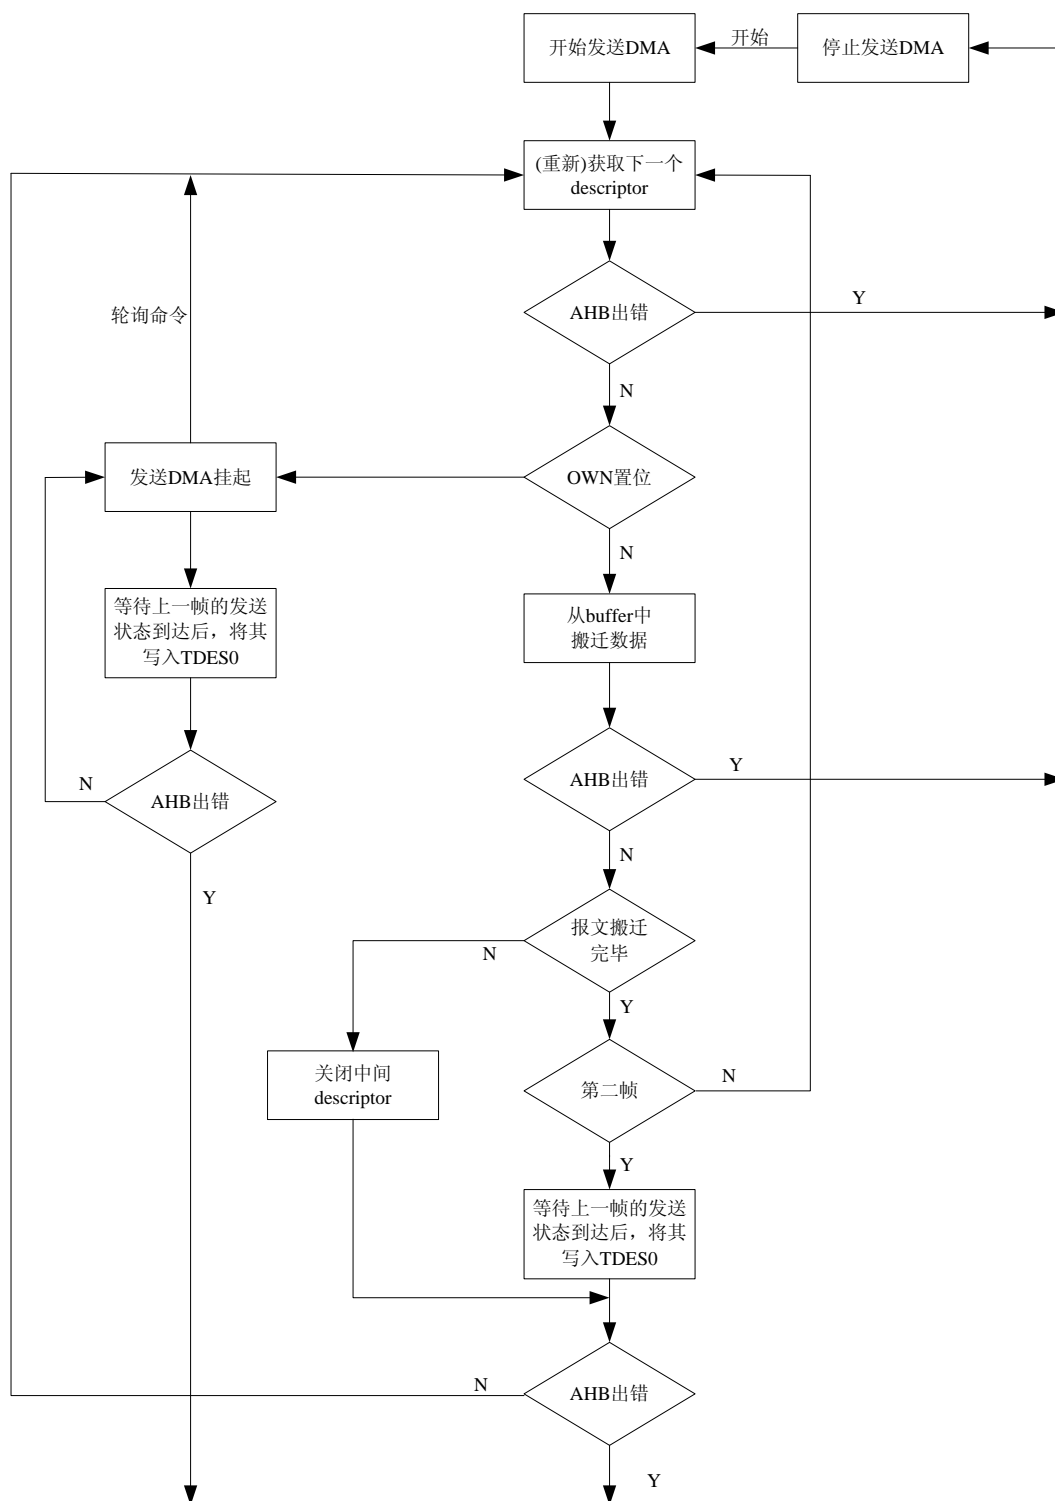 开始发送DMA
开始
停止发送DMA
(重新)获取下一个
descriptor
轮询命令
AHB出错
Y
N
发送DMA挂起
OWN置位
N
等待上一帧的发送
状态到达后，将其
写入TDES0
从buffer中
搬迁数据
N
AHB出错
Y
AHB出错
Y
N
报文搬迁
完毕
N
Y
关闭中间
descriptor
第二帧
N
Y
等待上一帧的发送
状态到达后，将其
写入TDES0
N
AHB出错
Y